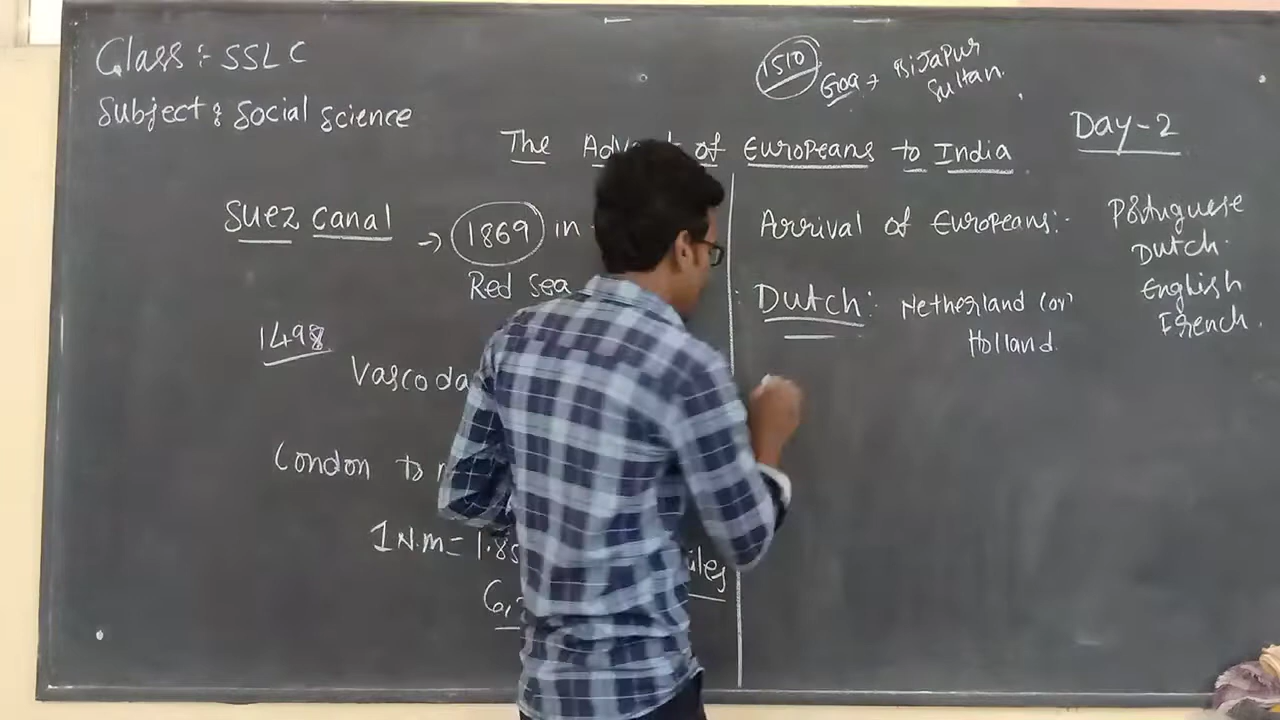 Class :- SSLC
Subject : Social science
1510 Goa → BiJaPur Sultan.
Day-2
The of EuroPeans to India
Suez Canal → 1869 in
Red Sea
1498
Vascoda
London to
1 N.m = 1.85
6,
Arrival of EuroPeans:-
Portuguese
Dutch.
English
French.
Dutch: Netherland (or)
Holland.